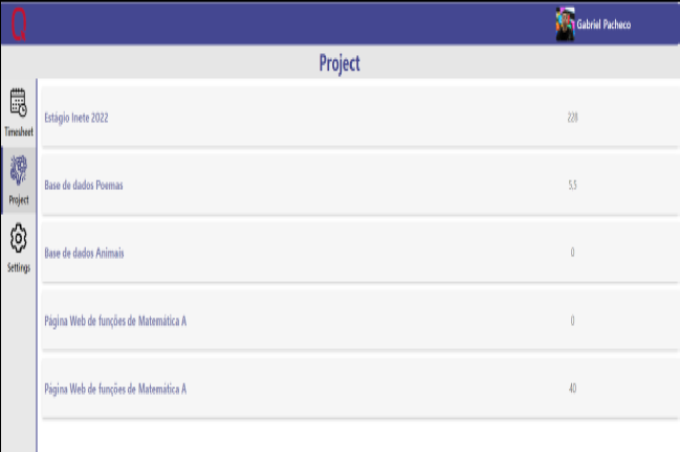 Gabriel Pacheco
Project
Timesheet
Project
Settings
Estágio Inete 2022 228
Base de dados Poemas 5.5
Base de dados Animais 0
Página Web de funções de Matemática A 0
Página Web de funções de Matemática A 40